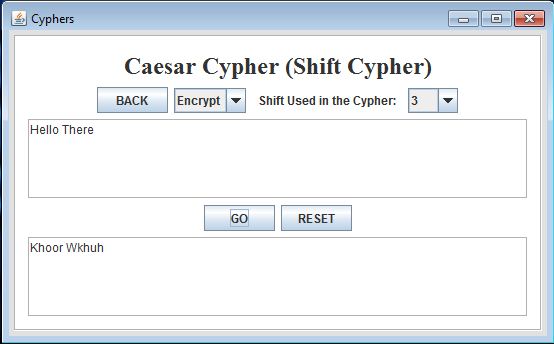 Cyphers
Caesar Cypher (Shift Cypher)
BACK Encrypt Shift Used in the Cypher: 3
Hello There
GO RESET
Khoor Wkhuh